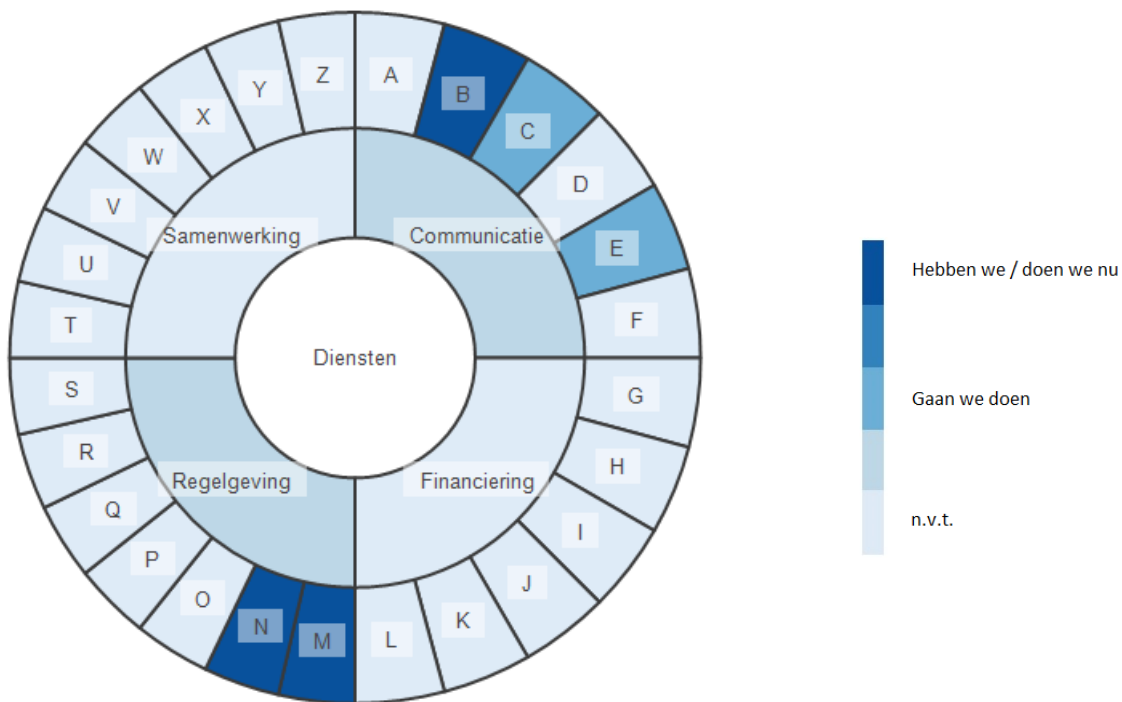 Z
A
Y
B
X
C
W
D
V
Samenwerking
Communicatie
E
U
Hebben we / doen we nu
T
F
Diensten
S
G
Gaan we doen
R
H
Regelgeving
Financiering
Q
I
n.v.t.
P
J
O
K
N
M
L